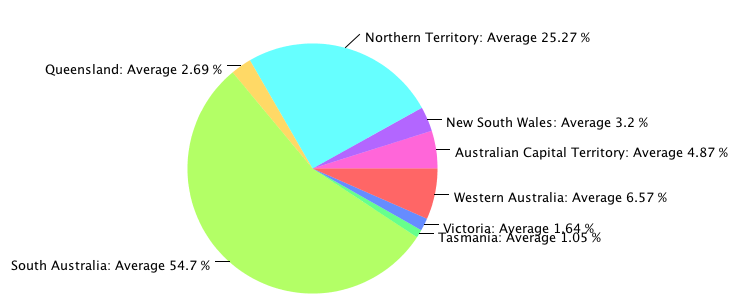 Northern Territory: Average 25.27 %
Queensland: Average 2.69 %
New South Wales: Average 3.2 %
Australian Capital Territory: Average 4.87 %
Western Australia: Average 6.57 %
Victoria: Average 1.64 %
Tasmania: Average 1.05 %
South Australia: Average 54.7 %